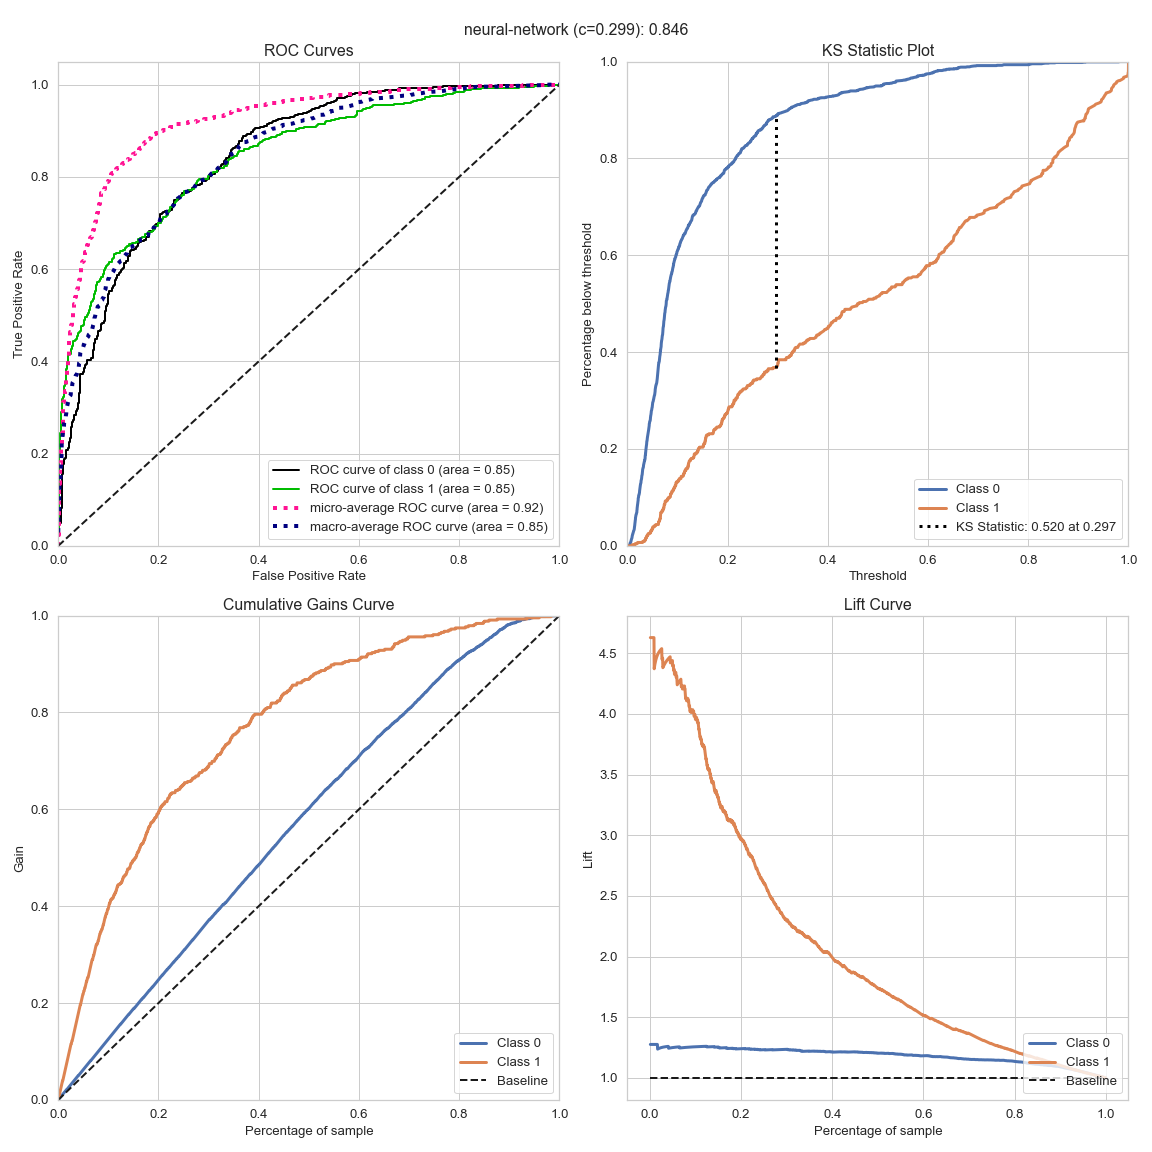 neural-network (c=0.299): 0.846
ROC Curves
1.0
0.8
0.6
0.4
0.2
0.0
True Positive Rate
0.0 0.2 0.4 0.6 0.8 1.0
False Positive Rate
ROC curve of class 0 (area = 0.85)
ROC curve of class 1 (area = 0.85)
micro-average ROC curve (area = 0.92)
macro-average ROC curve (area = 0.85)
KS Statistic Plot
1.0
0.8
0.6
0.4
0.2
0.0
Percentage below threshold
0.0 0.2 0.4 0.6 0.8 1.0
Threshold
Class 0
Class 1
KS Statistic: 0.520 at 0.297
Cumulative Gains Curve
1.0
0.8
0.6
0.4
0.2
0.0
Gain
0.0 0.2 0.4 0.6 0.8 1.0
Percentage of sample
Class 0
Class 1
Baseline
Lift Curve
4.5
4.0
3.5
3.0
2.5
2.0
1.5
1.0
Lift
0.0 0.2 0.4 0.6 0.8 1.0
Percentage of sample
Class 0
Class 1
Baseline